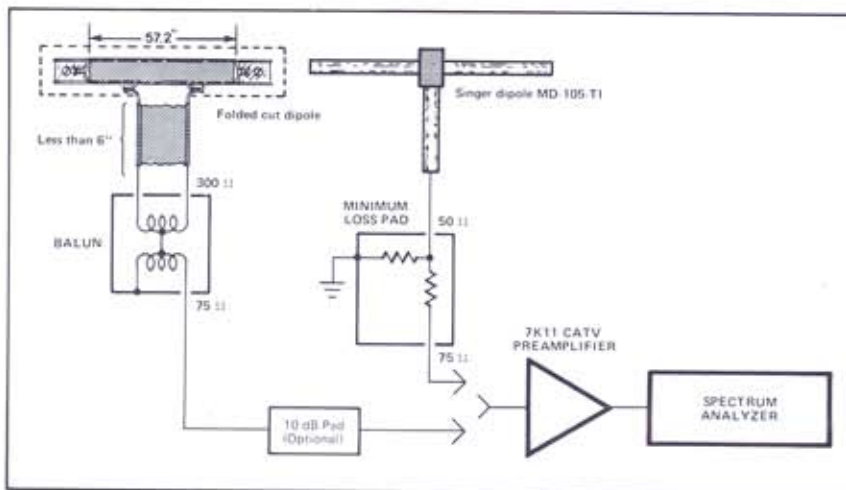 57.2"
Folded cut dipole
Less than 6"
300 Ω
BALUN
75 Ω
Singer dipole MD-105-T1
MINIMUM
LOSS PAD
50 Ω
75 Ω
7K11 CATV
PREAMPLIFIER
SPECTRUM
ANALYZER
10 dB Pad
(Optional)